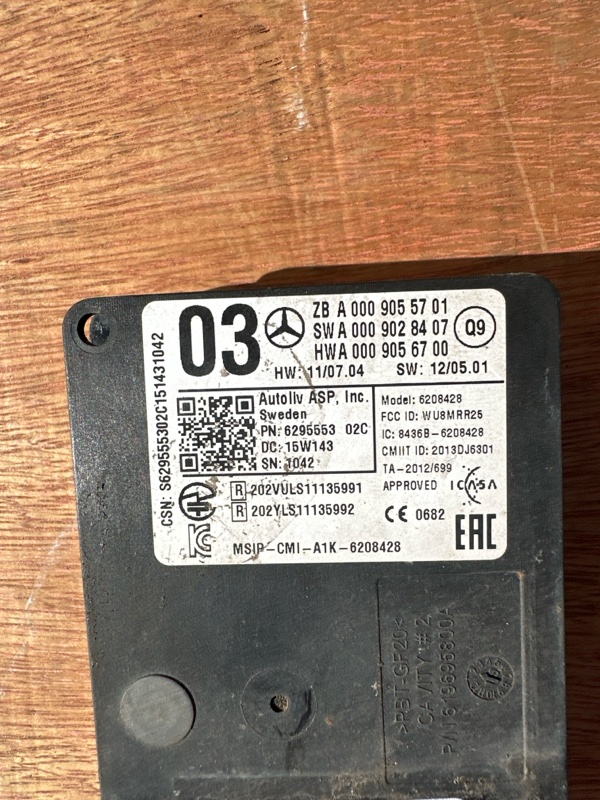 03
ZB A 000 905 57 01
SW A 000 902 84 07
HW A 000 905 67 00
Q9
HW: 11/07.04 SW: 12/05.01
CSN: S629555302C151431042
Autoliv ASP, Inc.
Sweden
PN: 6295553 02C
DC: 15W143
SN: 1042
Model: 6208428
FCC ID: WU8MRR25
IC: 8436B-6208428
CMIIT ID: 2013DJ6301
TA-2012/699
APPROVED ICASA
R 202VULS11135991
R 202YLS11135992
CE 0682
EAC
MSIP-CMI-A1K-6208428
>PBT-GF20<
CAVITY # 2